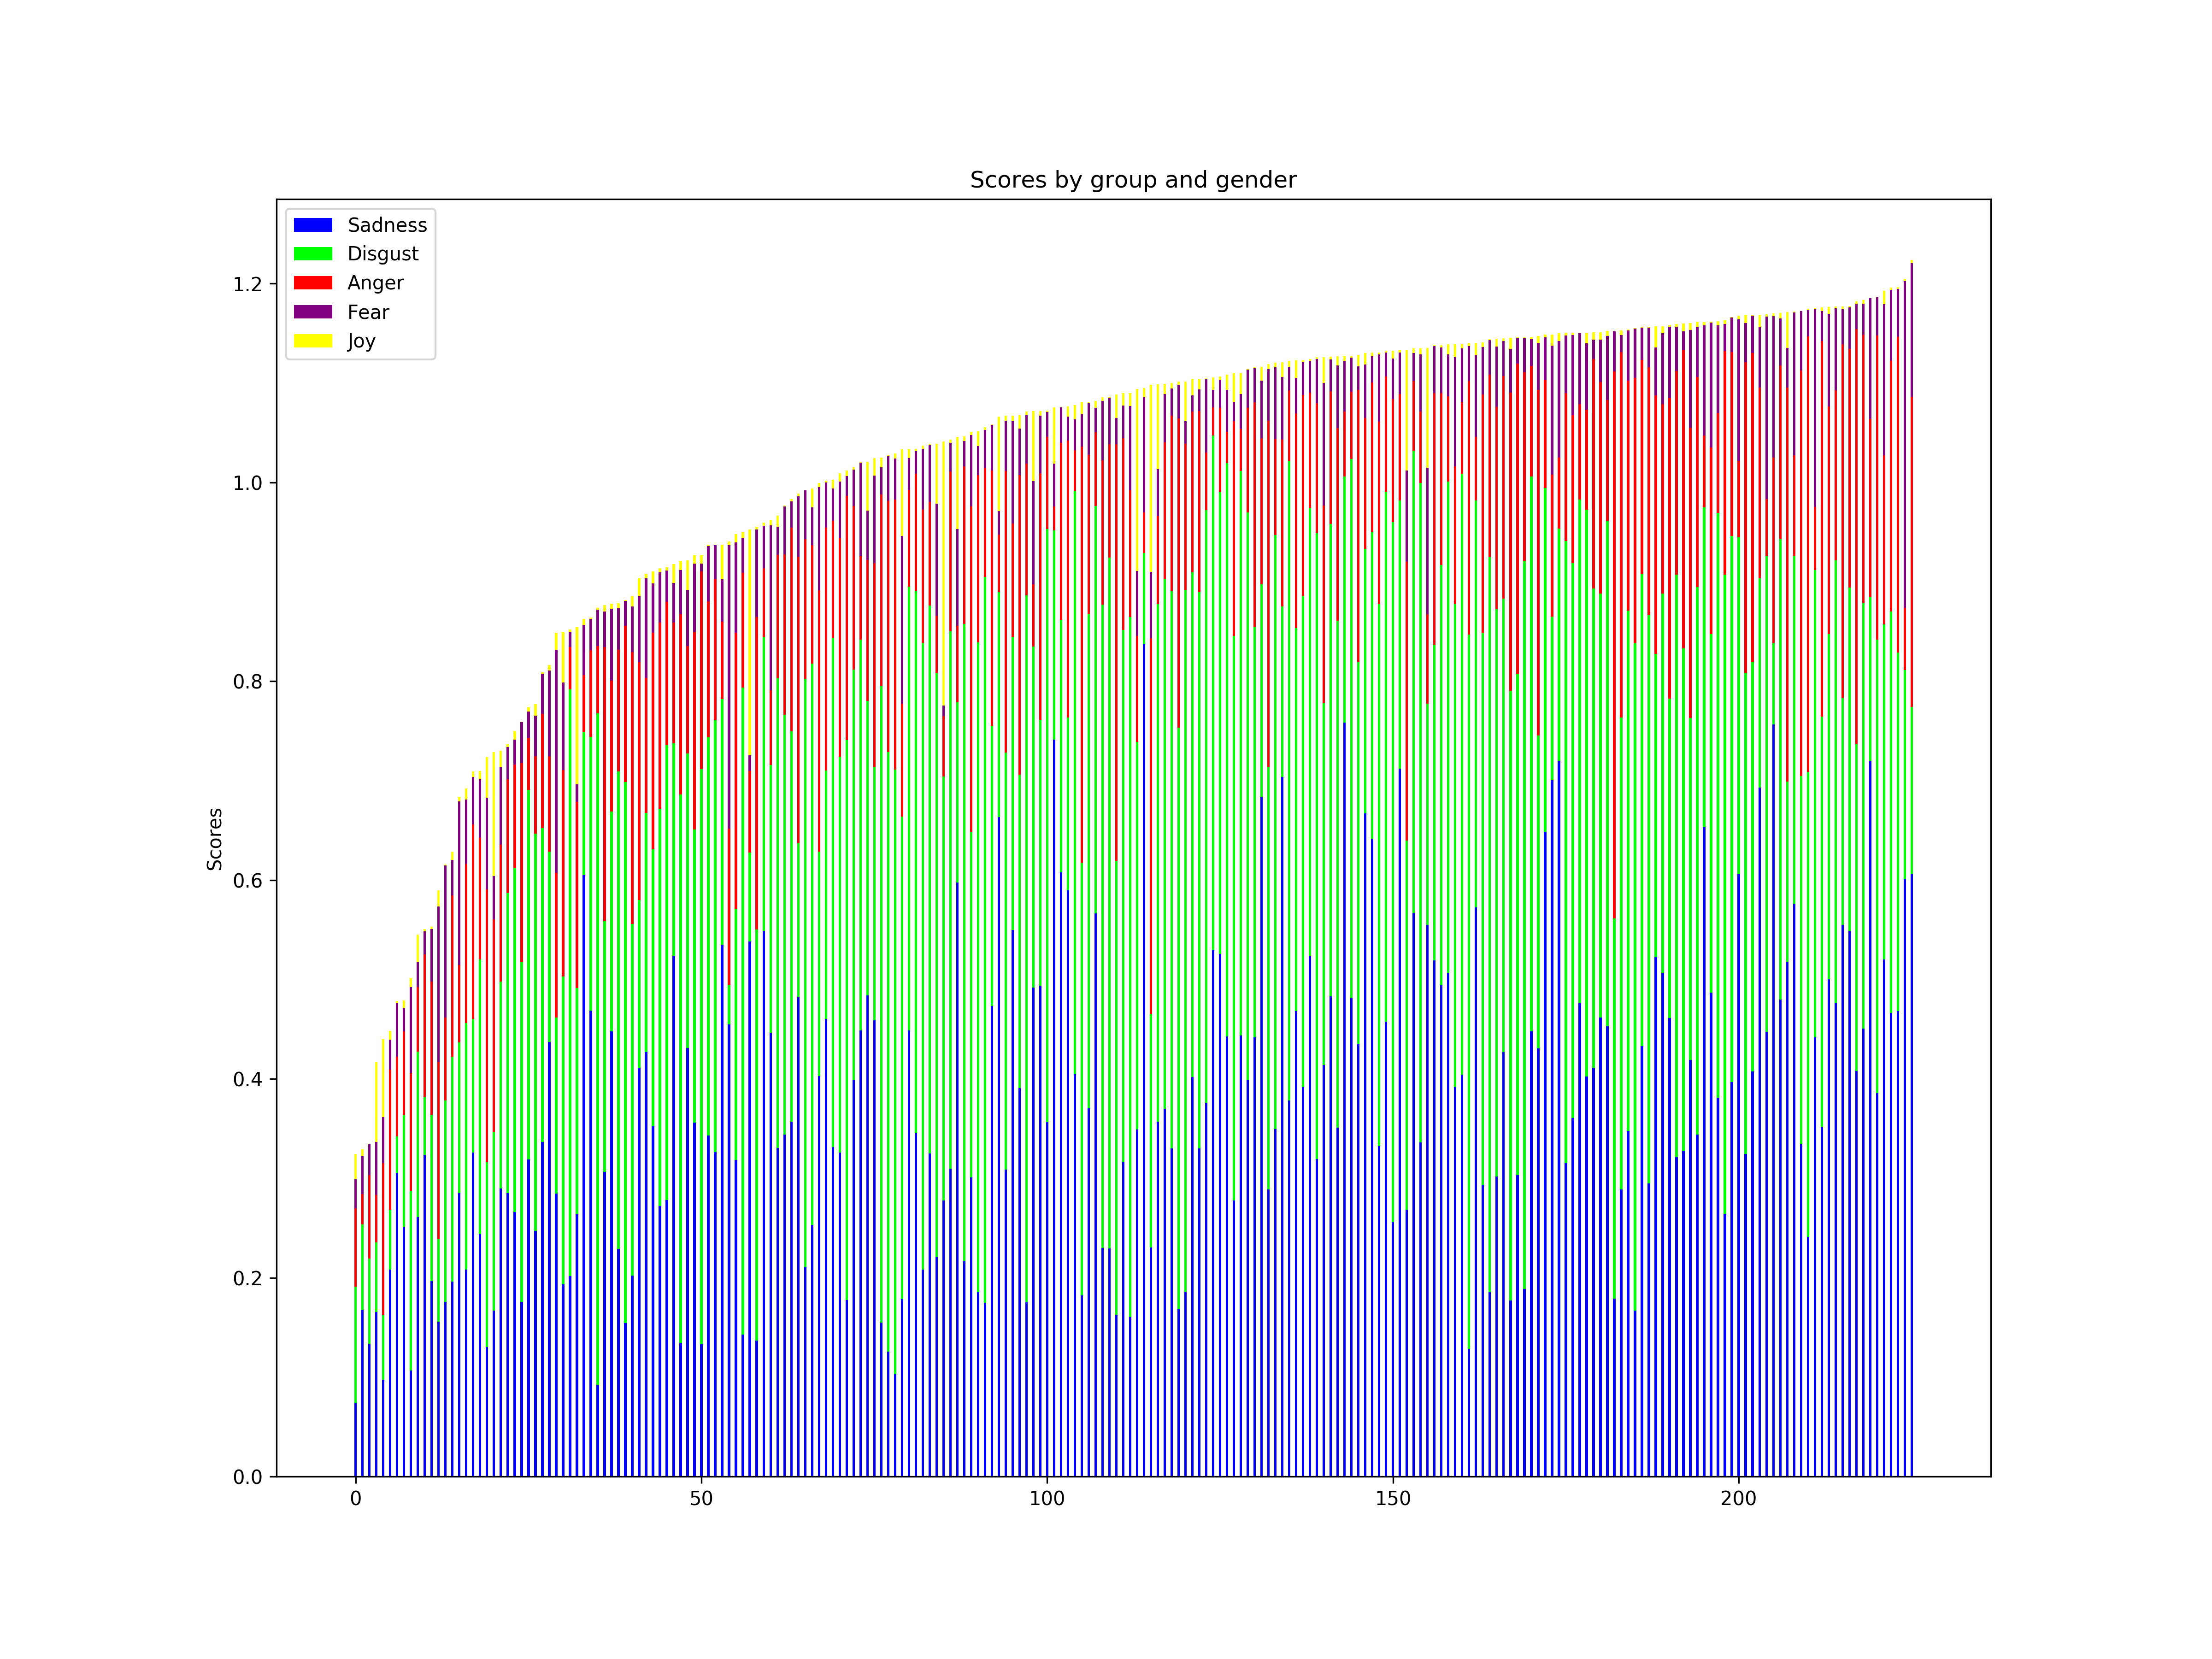 Scores by group and gender
Sadness
Disgust
Anger
Fear
Joy
1.2
1.0
0.8
0.6
0.4
0.2
0.0
Scores
0 50 100 150 200